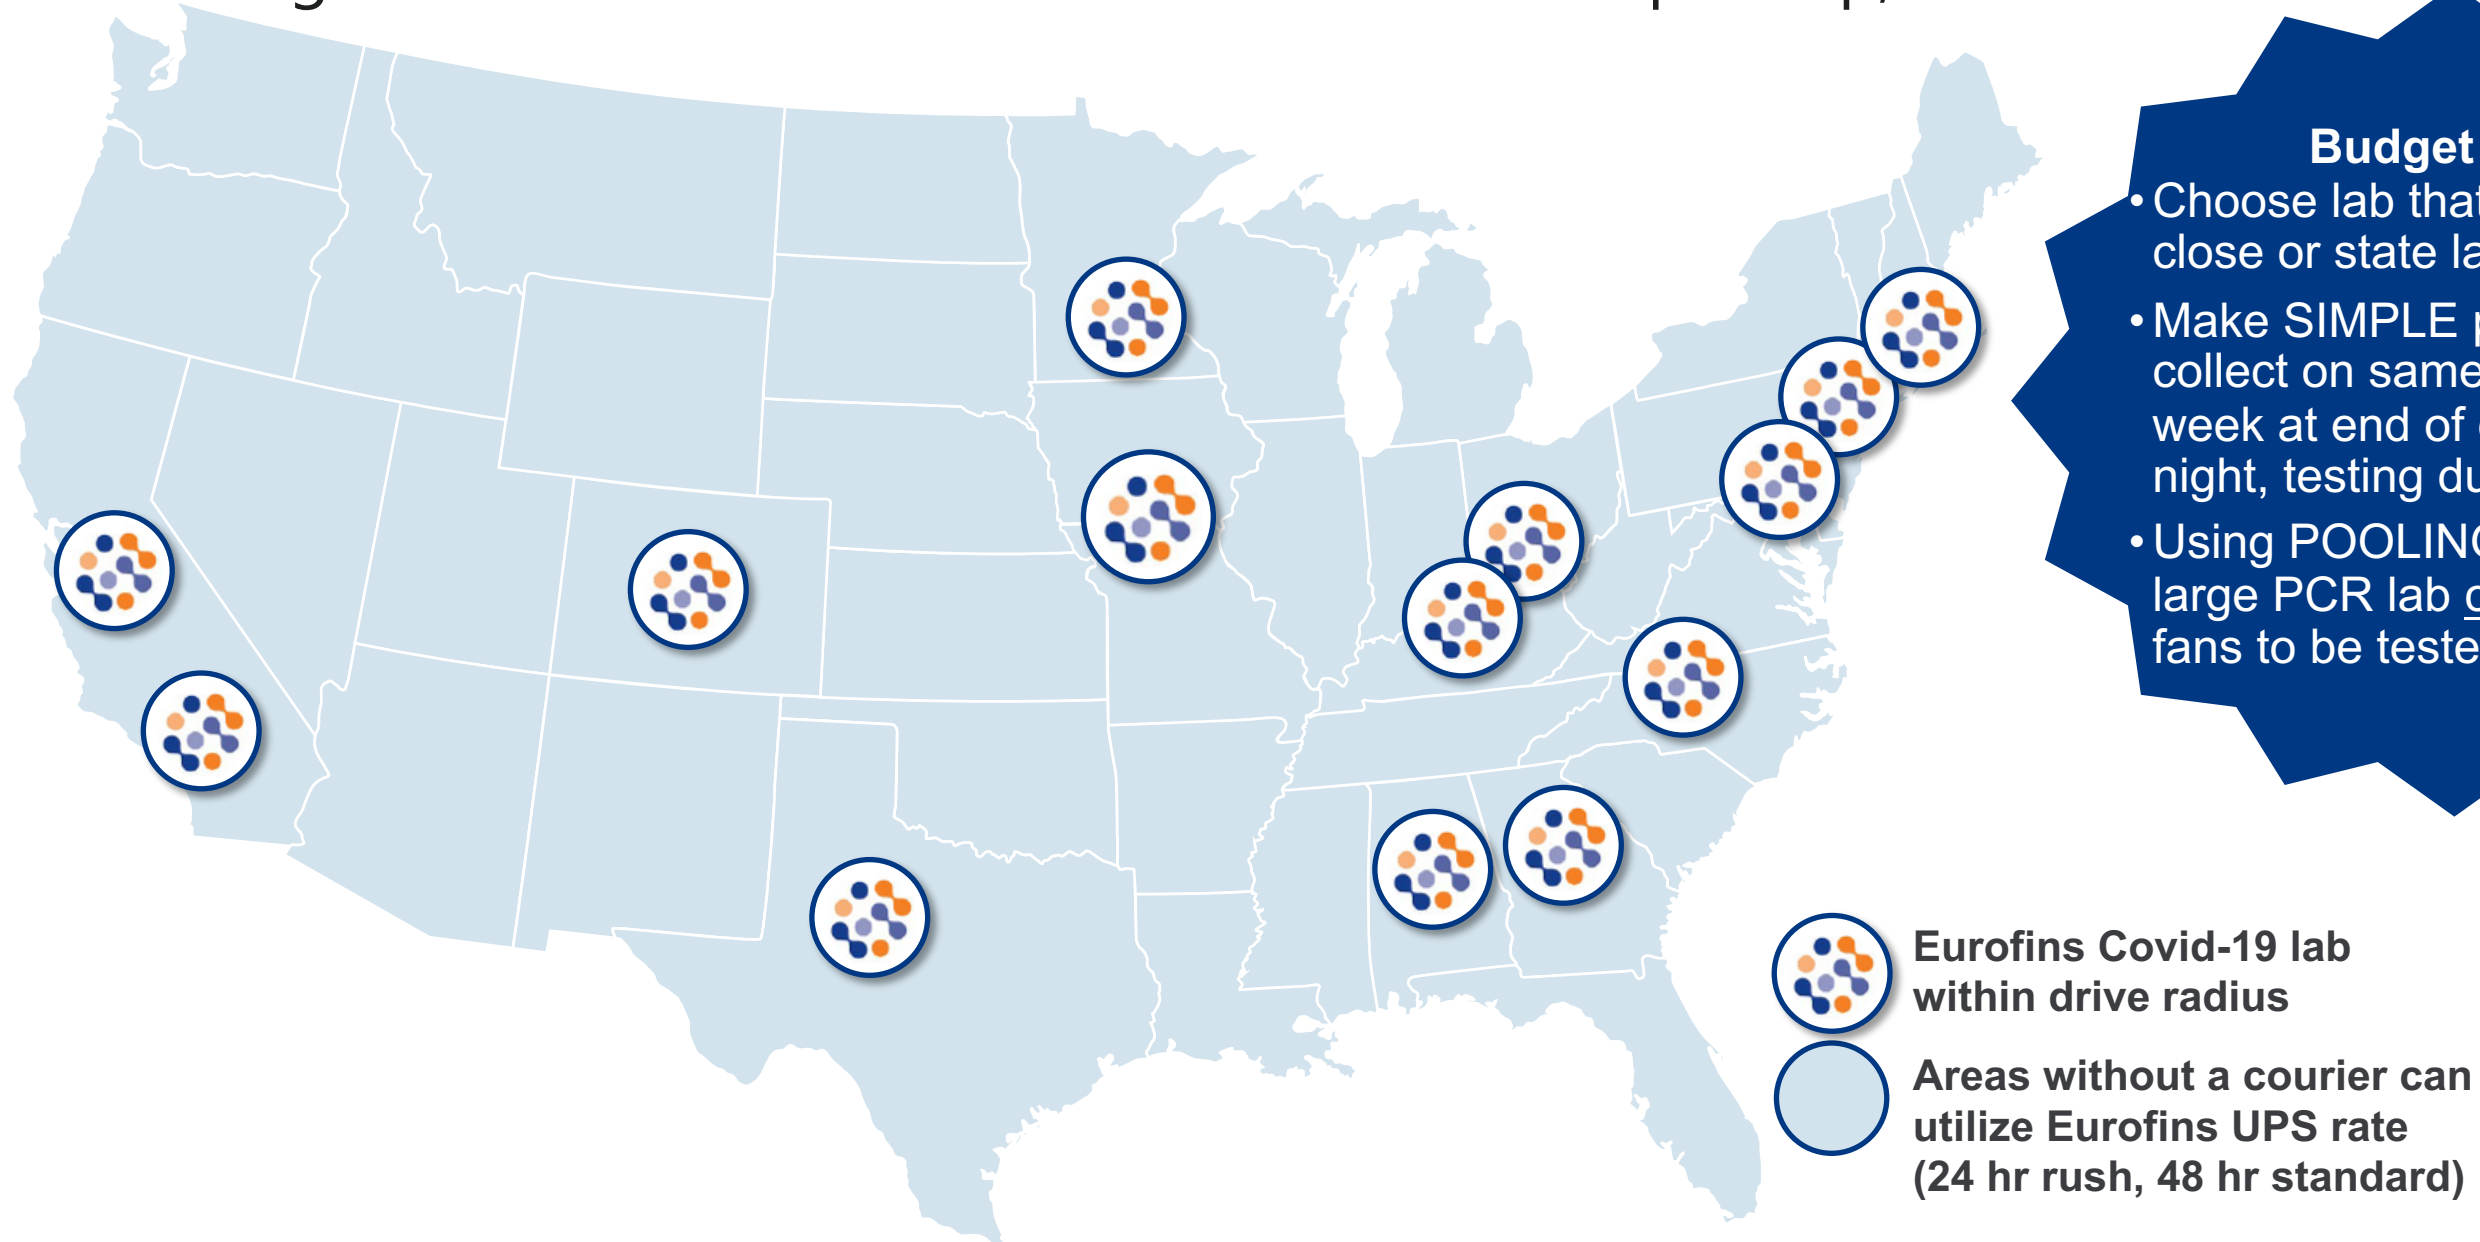 Budget
• Choose lab that
close or state la
• Make SIMPLE p
collect on same
week at end of
night, testing du
• Using POOLING
large PCR lab
fans to be teste
Eurofins Covid-19 lab
within drive radius
Areas without a courier can
utilize Eurofins UPS rate
(24 hr rush, 48 hr standard)